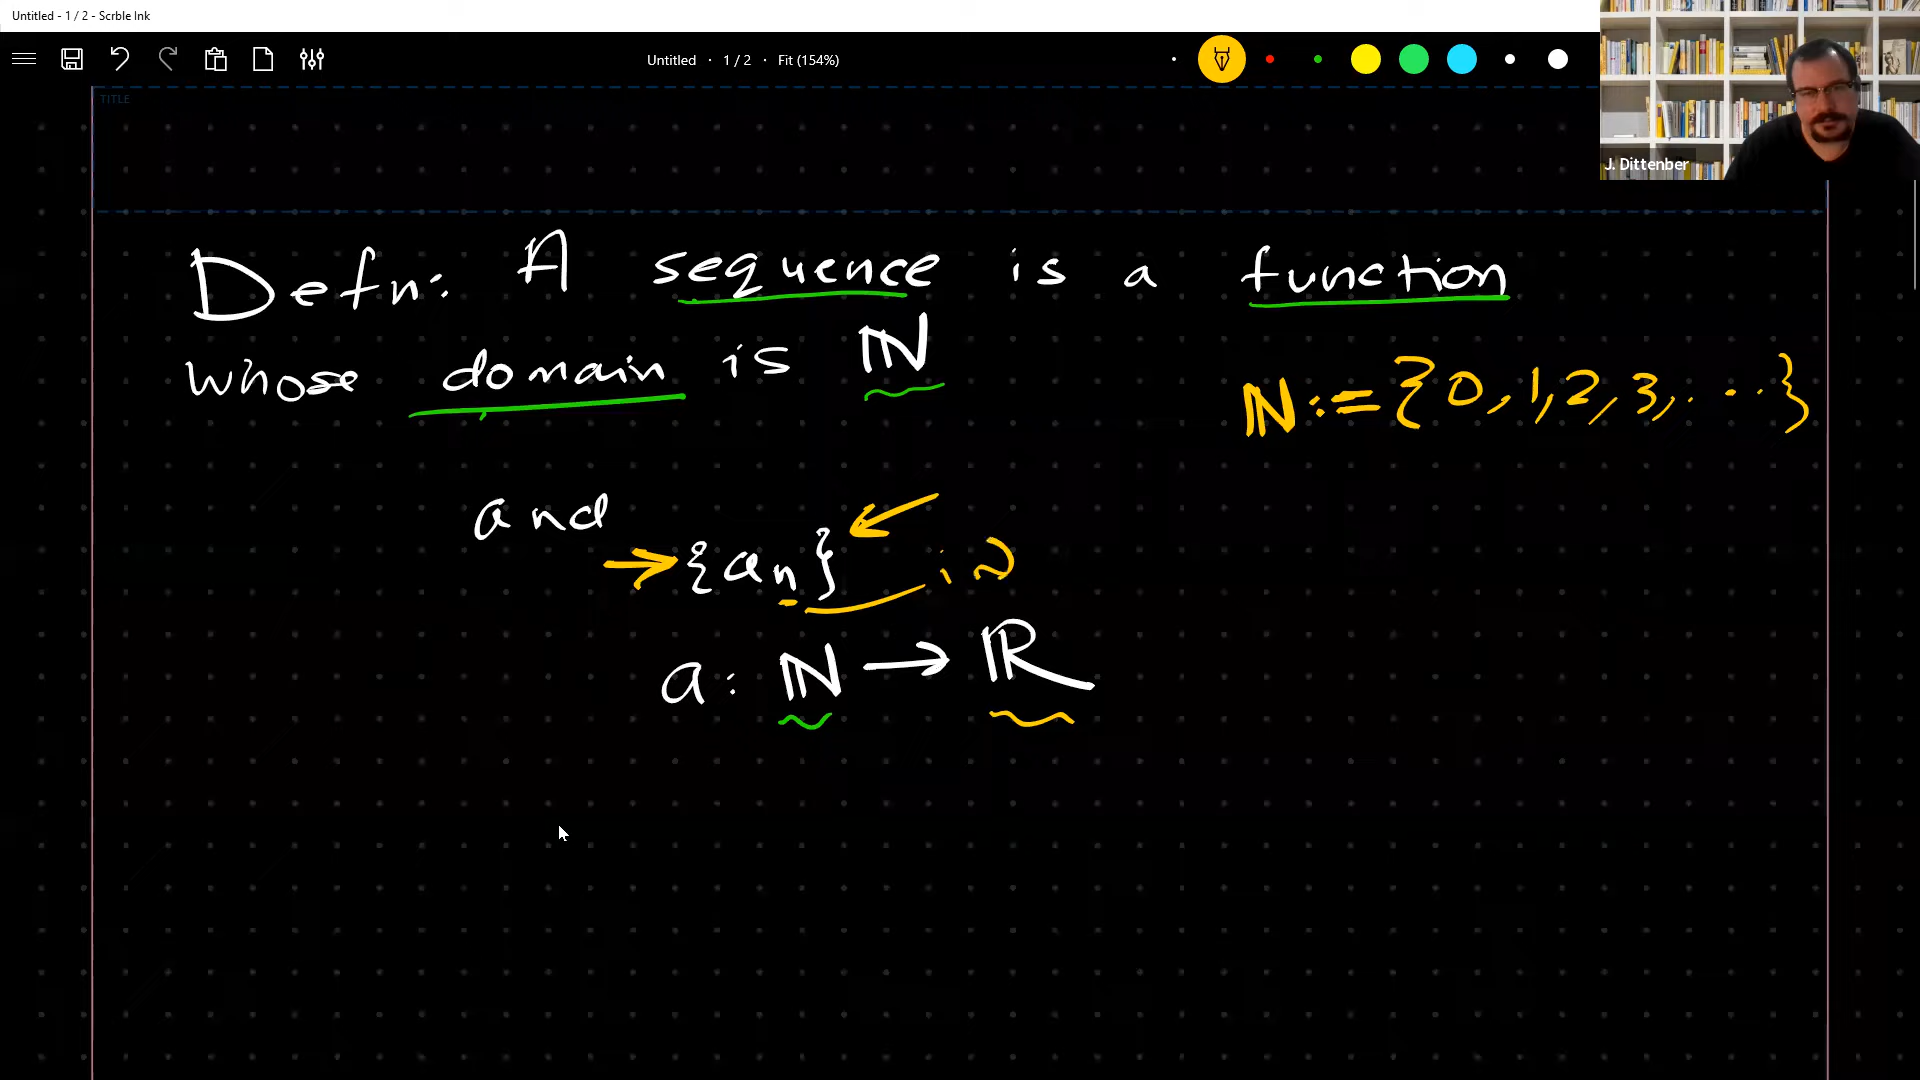 Untitled - 1 / 2 - Scrble Ink
Untitled · 1 / 2 · Fit (154%)
J. Dittenber
TITLE
Defn: A sequence is a function
whose domain is ℕ
ℕ := {0, 1, 2, 3, ...}
and
{aₙ} is
a: ℕ → ℝ